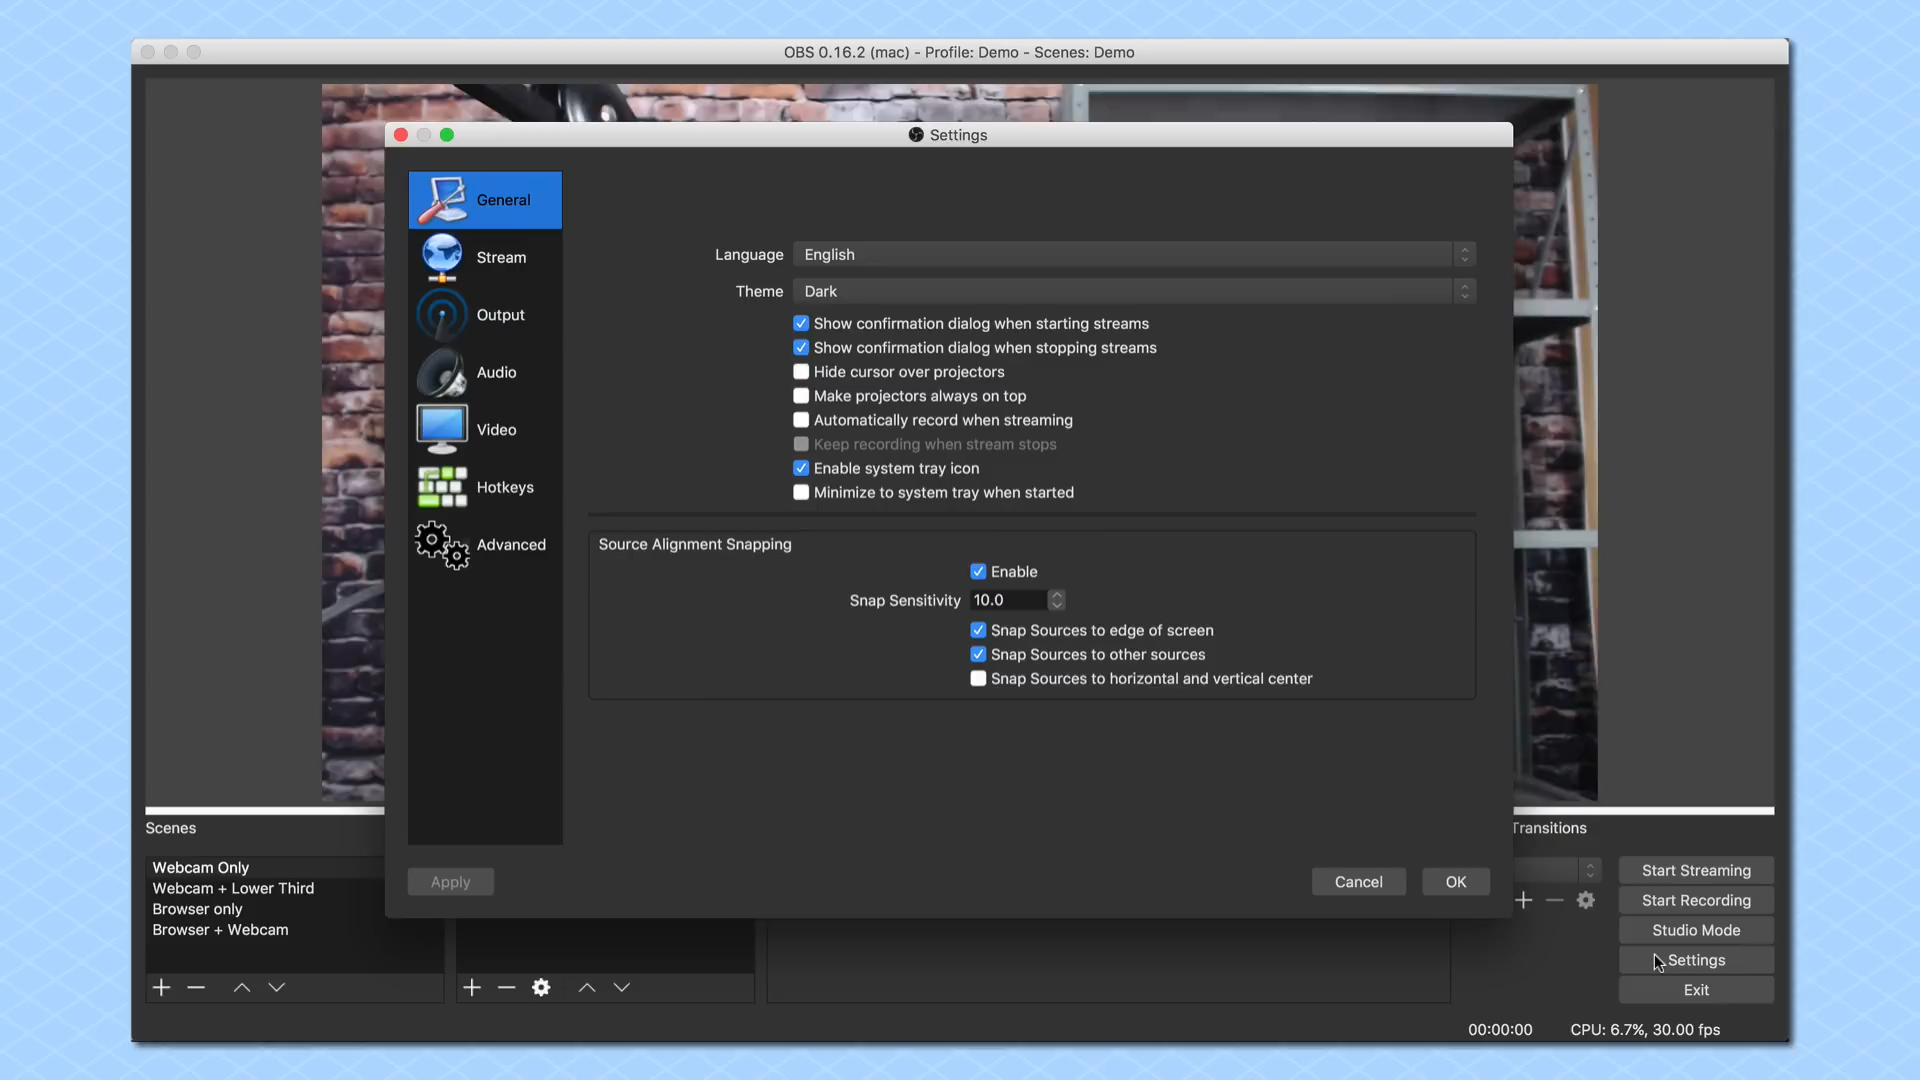 OBS 0.16.2 (mac) - Profile: Demo - Scenes: Demo
Settings
General
Stream
Output
Audio
Video
Hotkeys
Advanced
Language English
Theme Dark
Show confirmation dialog when starting streams
Show confirmation dialog when stopping streams
Hide cursor over projectors
Make projectors always on top
Automatically record when streaming
Keep recording when stream stops
Enable system tray icon
Minimize to system tray when started
Source Alignment Snapping
Enable
Snap Sensitivity 10.0
Snap Sources to edge of screen
Snap Sources to other sources
Snap Sources to horizontal and vertical center
Apply
Cancel
OK
Scenes
Webcam Only
Webcam + Lower Third
Browser only
Browser + Webcam
Transitions
Start Streaming
Start Recording
Studio Mode
Settings
Exit
00:00:00
CPU: 6.7%, 30.00 fps